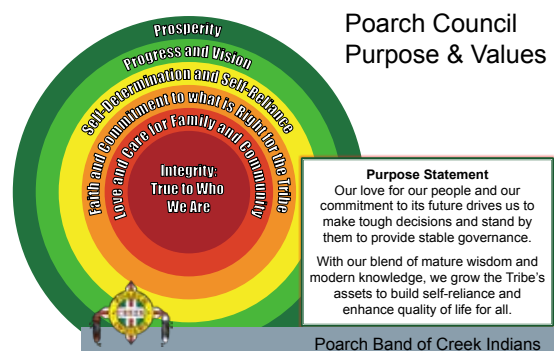 Poarch Council
Purpose & Values
Prosperity
Progress and Vision
Self-Determination and Self-Reliance
Faith and Commitment to what is Right for the Tribe
Love and Care for Family and Community
Integrity:
True to Who
We Are
Purpose Statement
Our love for our people and our
commitment to its future drives us to
make tough decisions and stand by
them to provide stable governance.
With our blend of mature wisdom and
modern knowledge, we grow the Tribe's
assets to build self-reliance and
enhance quality of life for all.
Poarch Band of Creek Indians